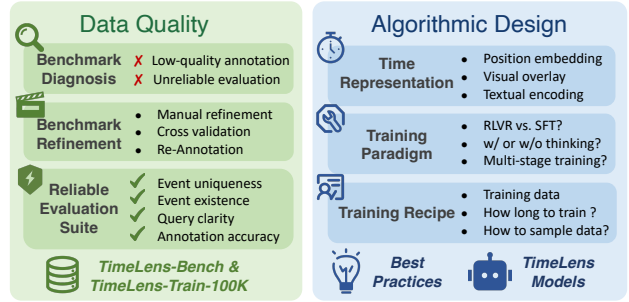 Data Quality
Benchmark
Diagnosis
✗ Low-quality annotation
✗ Unreliable evaluation
Benchmark
Refinement
• Manual refinement
• Cross validation
• Re-Annotation
Reliable
Evaluation
Suite
✓ Event uniqueness
✓ Event existence
✓ Query clarity
✓ Annotation accuracy
TimeLens-Bench &
TimeLens-Train-100K
Algorithmic Design
Time
Representation
• Position embedding
• Visual overlay
• Textual encoding
Training
Paradigm
• RLVR vs. SFT?
• w/ or w/o thinking?
• Multi-stage training?
Training Recipe
• Training data
• How long to train ?
• How to sample data?
Best
Practices
TimeLens
Models